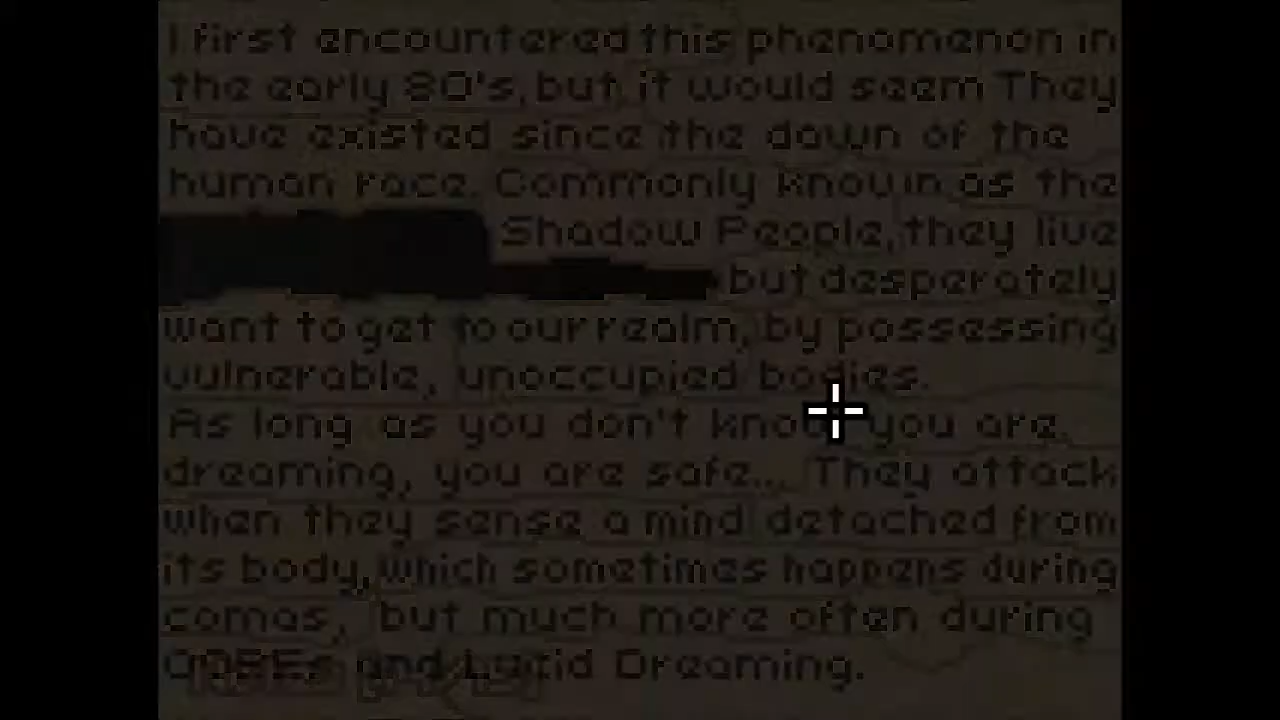 I first encountered this phenomenon in
the early 80's, but it would seem They
have existed since the dawn of the
human race. Commonly known as the
Shadow People, they live
but desperately
want to get to our realm, by possessing
vulnerable, unoccupied bodies.
As long as you don't know you are
dreaming, you are safe... They attack
when they sense a mind detached from
its body, which sometimes happens during
comas, but much more often during
OOBEs and Lucid Dreaming.